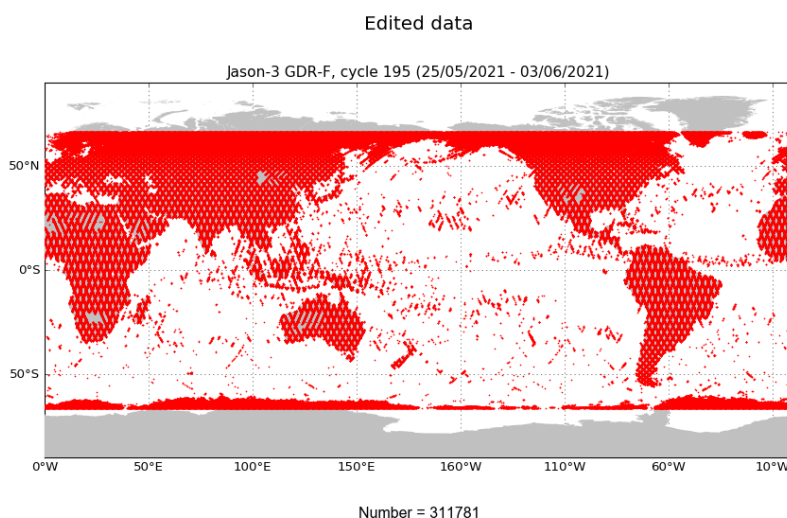 Edited data
Jason-3 GDR-F, cycle 195 (25/05/2021 - 03/06/2021)
50°N
0°S
50°S
0°W 50°E 100°E 150°E 160°W 110°W 60°W 10°W
Number = 311781